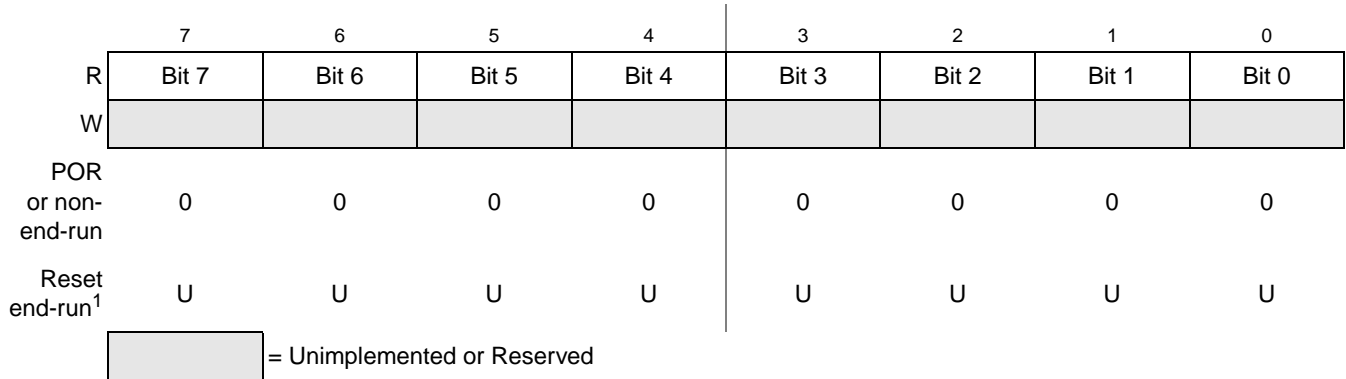 7 6 5 4 3 2 1 0
R Bit 7 Bit 6 Bit 5 Bit 4 Bit 3 Bit 2 Bit 1 Bit 0
W
POR
or non-
end-run
0 0 0 0 0 0 0 0
Reset
end-run1
U U U U U U U U
= Unimplemented or Reserved